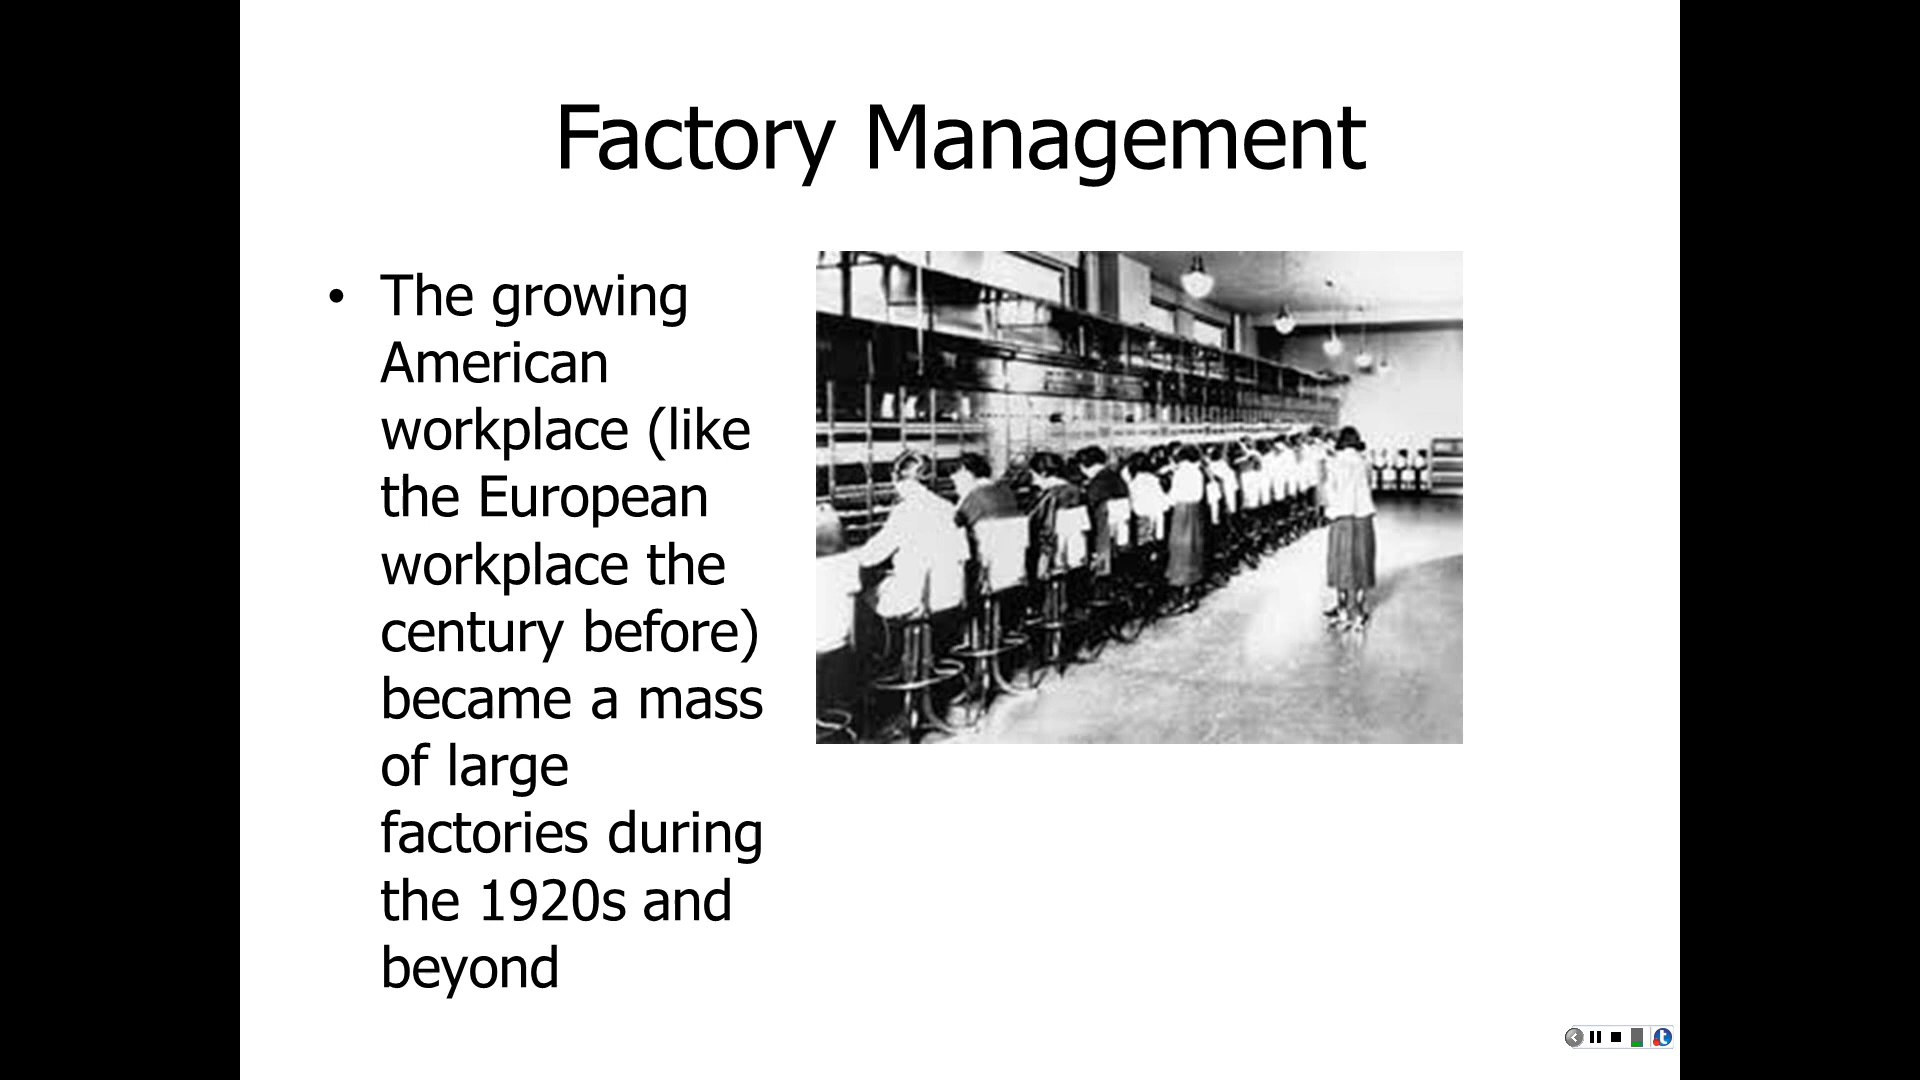 Factory Management
• The growing
American
workplace (like
the European
workplace the
century before)
became a mass
of large
factories during
the 1920s and
beyond
t